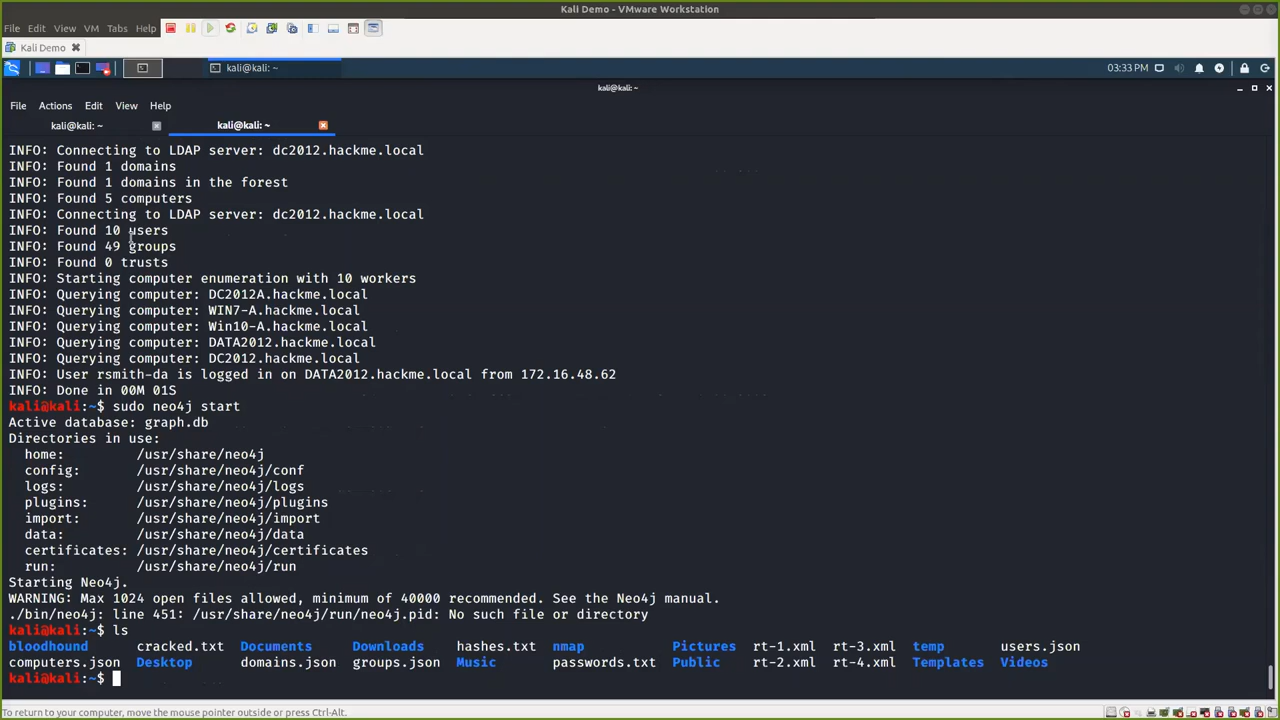 Kali Demo - VMware Workstation
File Edit View VM Tabs Help
Kali Demo
kali@kali: ~
03:33 PM
kali@kali: ~
File Actions Edit View Help
kali@kali: ~ kali@kali: ~
INFO: Connecting to LDAP server: dc2012.hackme.local
INFO: Found 1 domains
INFO: Found 1 domains in the forest
INFO: Found 5 computers
INFO: Connecting to LDAP server: dc2012.hackme.local
INFO: Found 10 users
INFO: Found 49 groups
INFO: Found 0 trusts
INFO: Starting computer enumeration with 10 workers
INFO: Querying computer: DC2012A.hackme.local
INFO: Querying computer: WIN7-A.hackme.local
INFO: Querying computer: Win10-A.hackme.local
INFO: Querying computer: DATA2012.hackme.local
INFO: Querying computer: DC2012.hackme.local
INFO: User rsmith-da is logged in on DATA2012.hackme.local from 172.16.48.62
INFO: Done in 00M 01S
kali@kali:~$ sudo neo4j start
Active database: graph.db
Directories in use:
home: /usr/share/neo4j
config: /usr/share/neo4j/conf
logs: /usr/share/neo4j/logs
plugins: /usr/share/neo4j/plugins
import: /usr/share/neo4j/import
data: /usr/share/neo4j/data
certificates: /usr/share/neo4j/certificates
run: /usr/share/neo4j/run
Starting Neo4j.
WARNING: Max 1024 open files allowed, minimum of 40000 recommended. See the Neo4j manual.
./bin/neo4j: line 451: /usr/share/neo4j/run/neo4j.pid: No such file or directory
kali@kali:~$ ls
bloodhound cracked.txt Documents Downloads hashes.txt nmap Pictures rt-1.xml rt-3.xml temp users.json
computers.json Desktop domains.json groups.json Music passwords.txt Public rt-2.xml rt-4.xml Templates Videos
kali@kali:~$
To return to your computer, move the mouse pointer outside or press Ctrl-Alt.